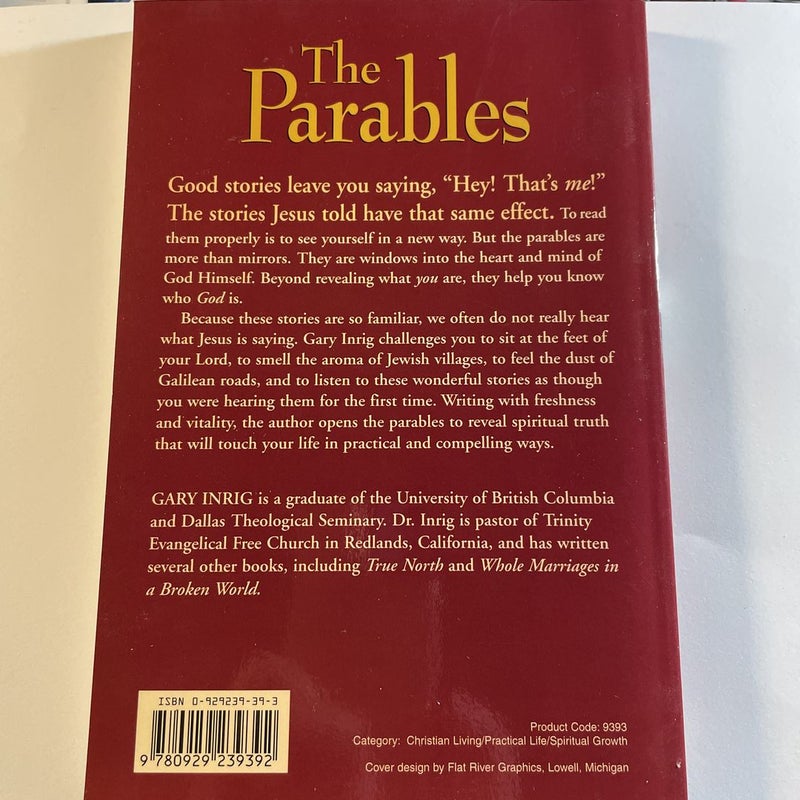 The
Parables
Good stories leave you saying, “Hey! That’s me!”
The stories Jesus told have that same effect. To read
them properly is to see yourself in a new way. But the parables are
more than mirrors. They are windows into the heart and mind of
God Himself. Beyond revealing what you are, they help you know
who God is.
Because these stories are so familiar, we often do not really hear
what Jesus is saying. Gary Inrig challenges you to sit at the feet of
your Lord, to smell the aroma of Jewish villages, to feel the dust of
Galilean roads, and to listen to these wonderful stories as though
you were hearing them for the first time. Writing with freshness
and vitality, the author opens the parables to reveal spiritual truth
that will touch your life in practical and compelling ways.
GARY INRIG is a graduate of the University of British Columbia
and Dallas Theological Seminary. Dr. Inrig is pastor of Trinity
Evangelical Free Church in Redlands, California, and has written
several other books, including True North and Whole Marriages in
a Broken World.
ISBN 0-929239-39-3
9 780929 239392
Product Code: 9393
Category: Christian Living/Practical Life/Spiritual Growth
Cover design by Flat River Graphics, Lowell, Michigan